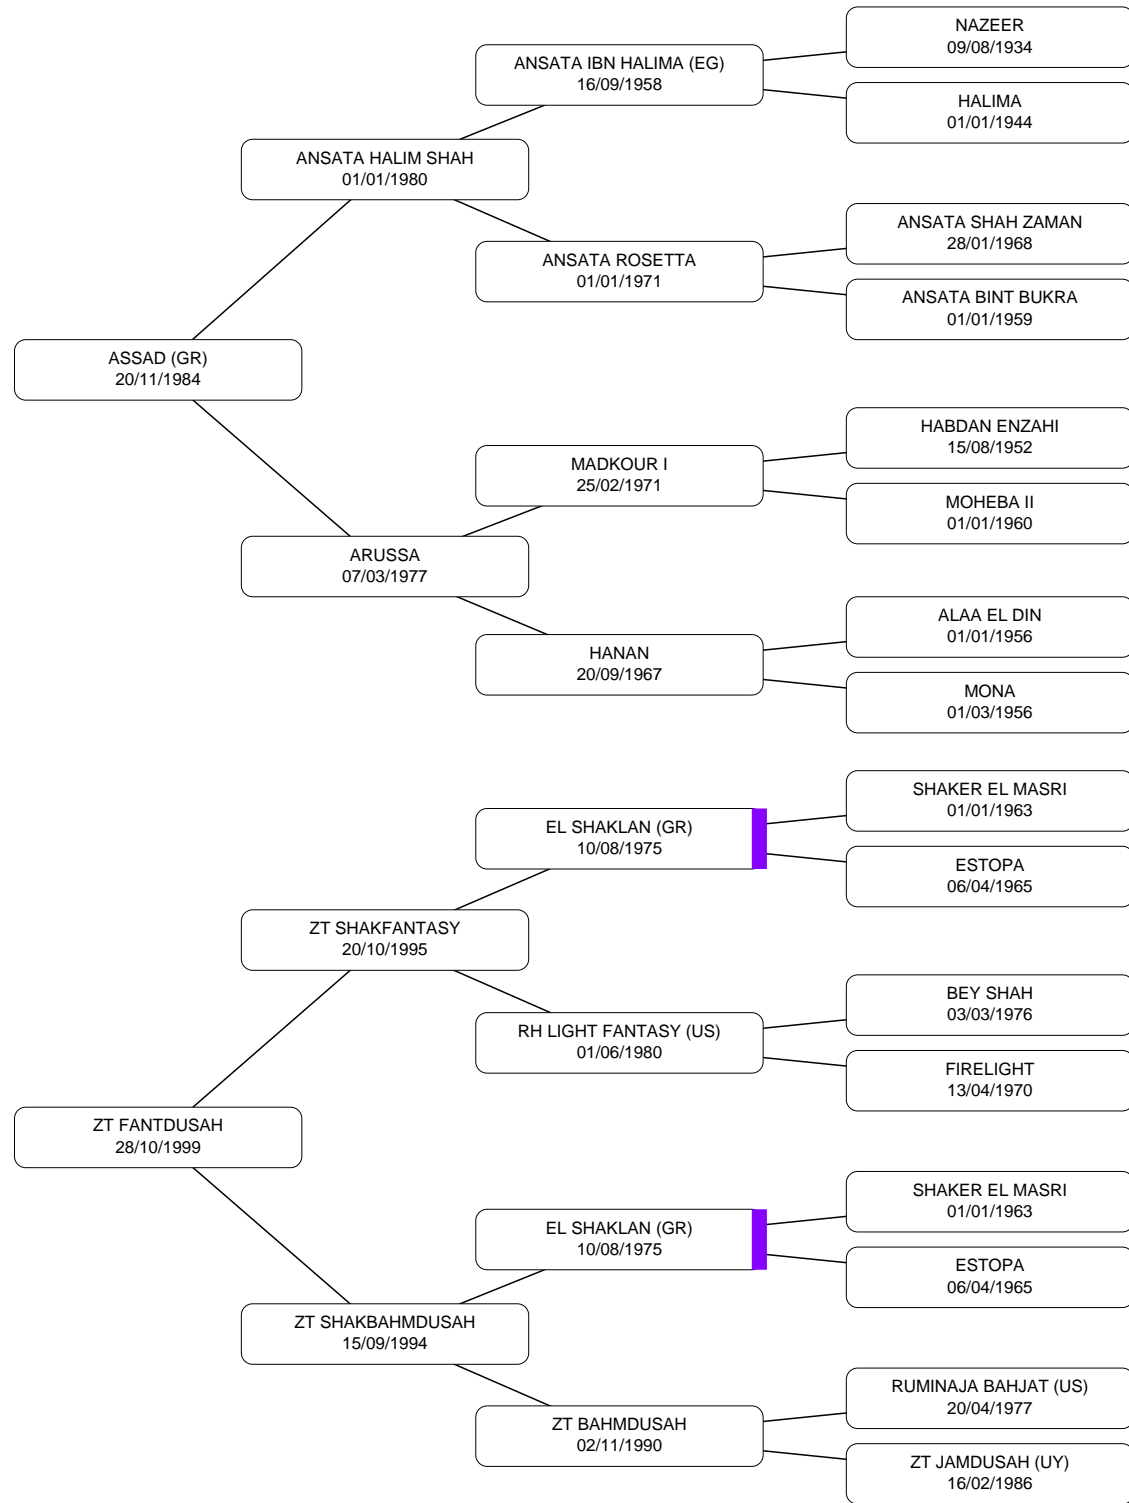 NAZEER
09/08/1934
ANSATA IBN HALIMA (EG)
16/09/1958
HALIMA
01/01/1944
ANSATA HALIM SHAH
01/01/1980
ANSATA SHAH ZAMAN
28/01/1968
ANSATA ROSETTA
01/01/1971
ANSATA BINT BUKRA
01/01/1959
ASSAD (GR)
20/11/1984
HABDAN ENZAHI
15/08/1952
MADKOUR I
25/02/1971
MOHEBA II
01/01/1960
ARUSSA
07/03/1977
ALAA EL DIN
01/01/1956
HANAN
20/09/1967
MONA
01/03/1956
SHAKER EL MASRI
01/01/1963
EL SHAKLAN (GR)
10/08/1975
ESTOPA
06/04/1965
ZT SHAKFANTASY
20/10/1995
BEY SHAH
03/03/1976
RH LIGHT FANTASY (US)
01/06/1980
FIRELIGHT
13/04/1970
ZT FANTDUSAH
28/10/1999
SHAKER EL MASRI
01/01/1963
EL SHAKLAN (GR)
10/08/1975
ESTOPA
06/04/1965
ZT SHAKBAHMDUSAH
15/09/1994
RUMINAJA BAHJAT (US)
20/04/1977
ZT BAHMDUSAH
02/11/1990
ZT JAMDUSAH (UY)
16/02/1986